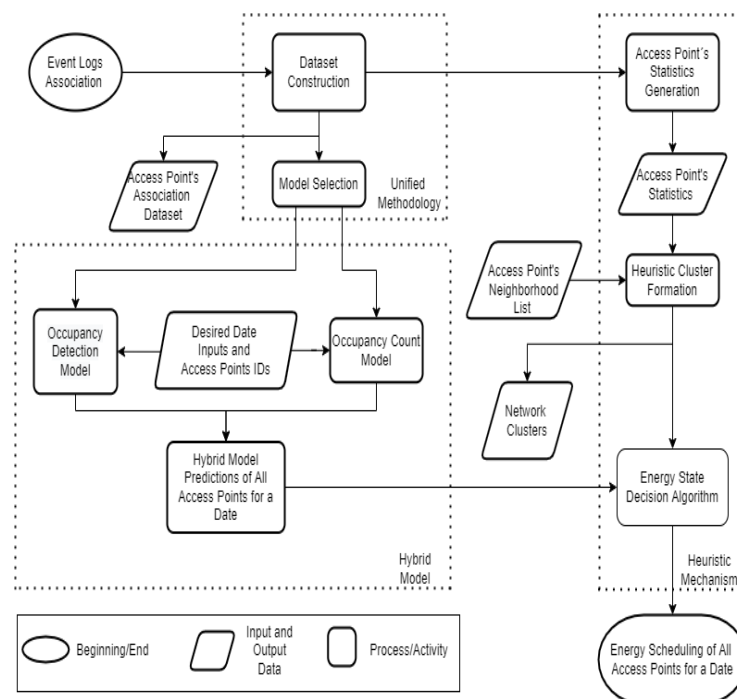 Event Logs
Association
Dataset
Construction
Access Point´s
Statistics
Generation
Access Point's
Association
Dataset
Model Selection
Unified
Methodology
Access Point's
Statistics
Access Point's
Neighborhood
List
Heuristic Cluster
Formation
Occupancy
Detection
Model
Desired Date
Inputs and
Access Points IDs
Occupancy Count
Model
Network
Clusters
Hybrid Model
Predictions of All
Access Points for a
Date
Energy State
Decision Algorithm
Hybrid
Model
Heuristic
Mechanism
Beginning/End
Input and
Output
Data
Process/Activity
Energy Scheduling of All
Access Points for a Date